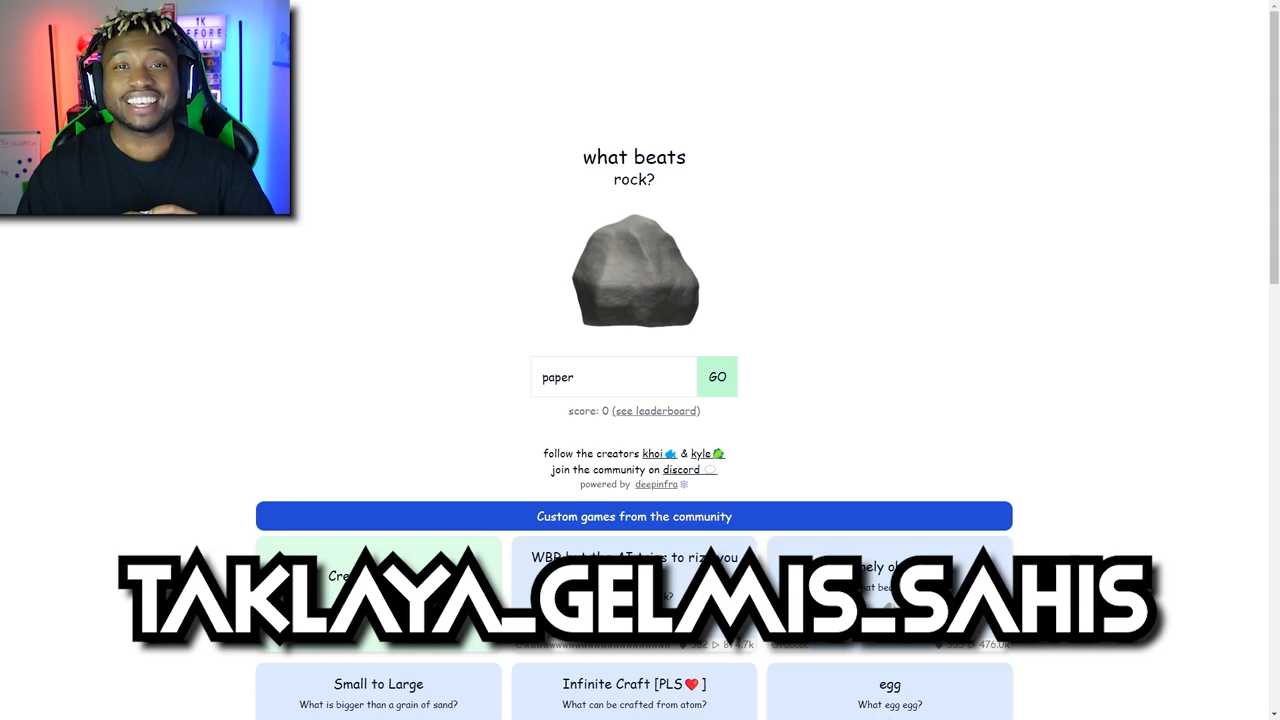 1K
what beats
rock?
paper
GO
score: 0 (see leaderboard)
follow the creators khoi & kyle
join the community on discord
powered by deepinfra
Custom games from the community
TAKLAYA_GELMIS_SAHIS
Small to Large
What is bigger than a grain of sand?
Infinite Craft [PLS❤️]
What can be crafted from atom?
egg
What egg egg?